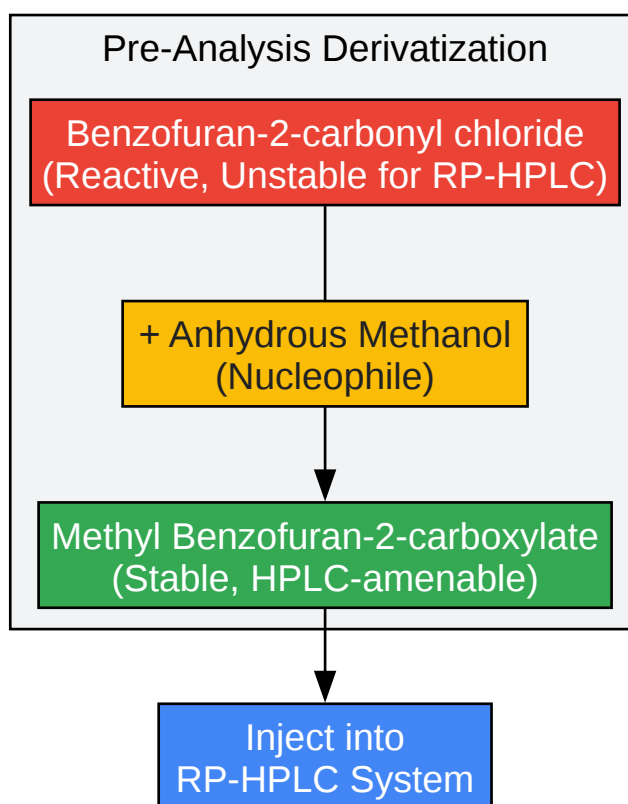 Pre-Analysis Derivatization
Benzofuran-2-carbonyl chloride
(Reactive, Unstable for RP-HPLC)
+ Anhydrous Methanol
(Nucleophile)
Methyl Benzofuran-2-carboxylate
(Stable, HPLC-amenable)
Inject into
RP-HPLC System